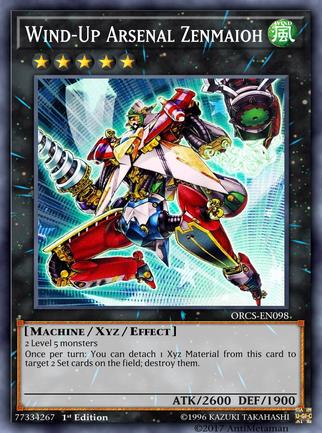 WIND-UP ARSENAL ZENMAIOH
WIND
風
ORCS-EN098
[MACHINE / XYZ / EFFECT]
2 Level 5 monsters
Once per turn: You can detach 1 Xyz Material from this card to
target 2 Set cards on the field; destroy them.
ATK/2600 DEF/1900
77334267 1st Edition ©1996 KAZUKI TAKAHASHI
©2017 AntiMetaman